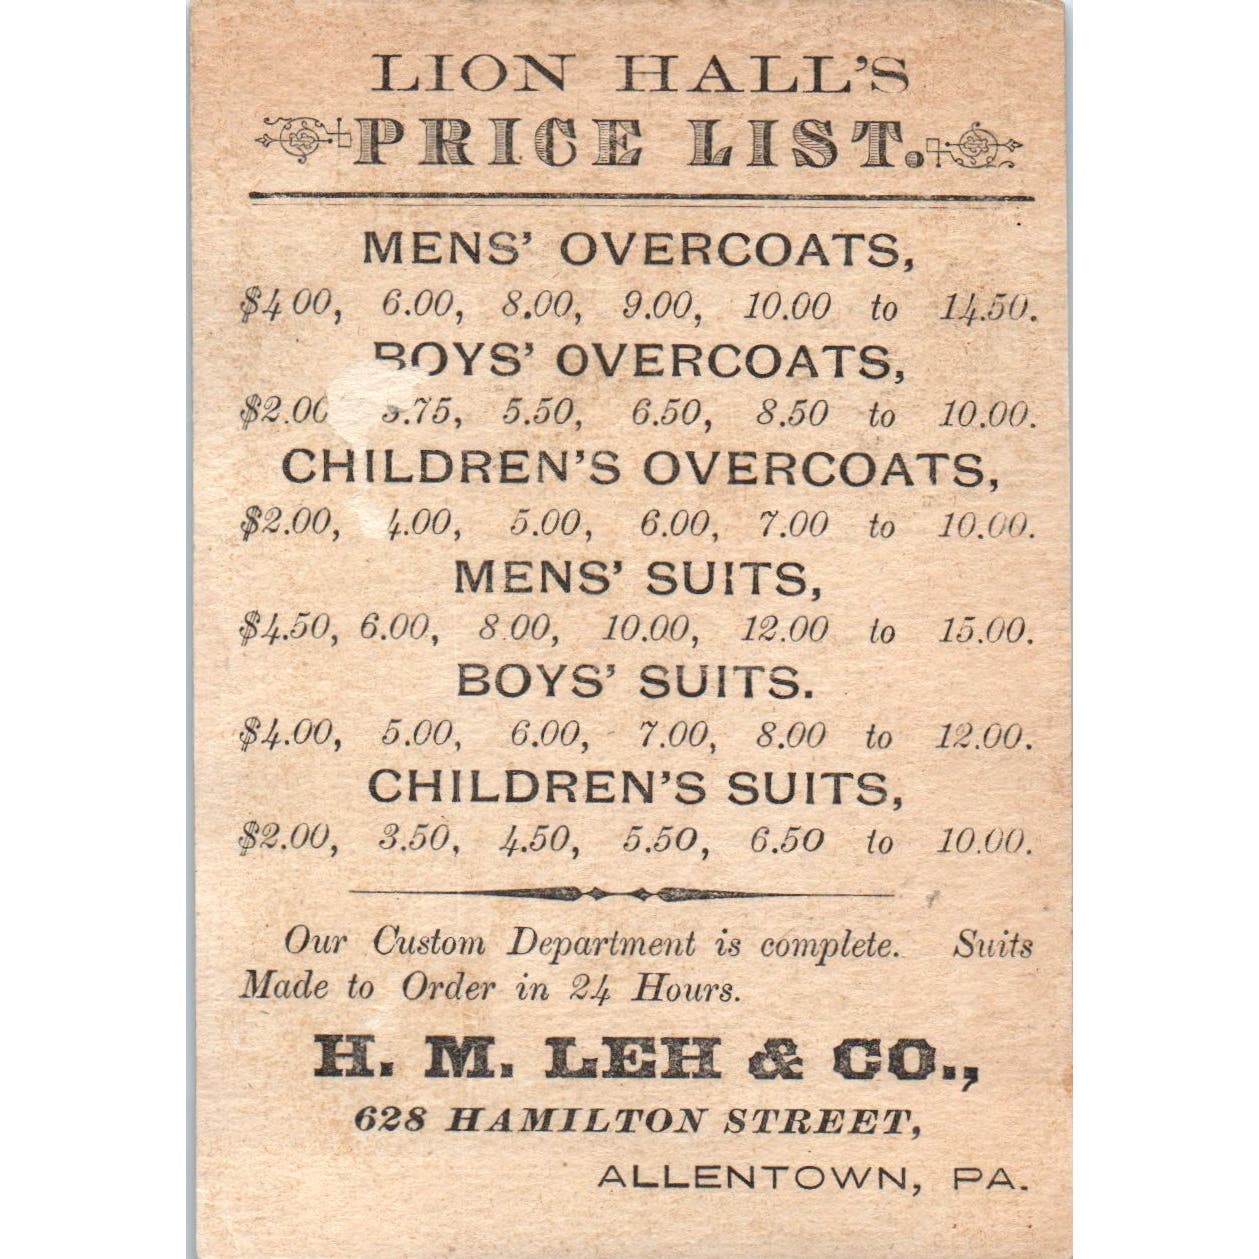 LION HALL'S
PRICE LIST.
MENS' OVERCOATS,
$4 00, 6.00, 8.00, 9.00, 10.00 to 14.50.
BOYS' OVERCOATS,
$2.00 3.75, 5.50, 6.50, 8.50 to 10.00.
CHILDREN'S OVERCOATS,
$2.00, 4.00, 5.00, 6.00, 7.00 to 10.00.
MENS' SUITS,
$4.50, 6.00, 8 00, 10.00, 12.00 to 15.00.
BOYS' SUITS.
$4.00, 5.00, 6.00, 7.00, 8.00 to 12.00.
CHILDREN'S SUITS,
$2.00, 3.50, 4.50, 5.50, 6.50 to 10.00.
Our Custom Department is complete. Suits
Made to Order in 24 Hours.
H. M. LEH & CO.,
628 HAMILTON STREET,
ALLENTOWN, PA.